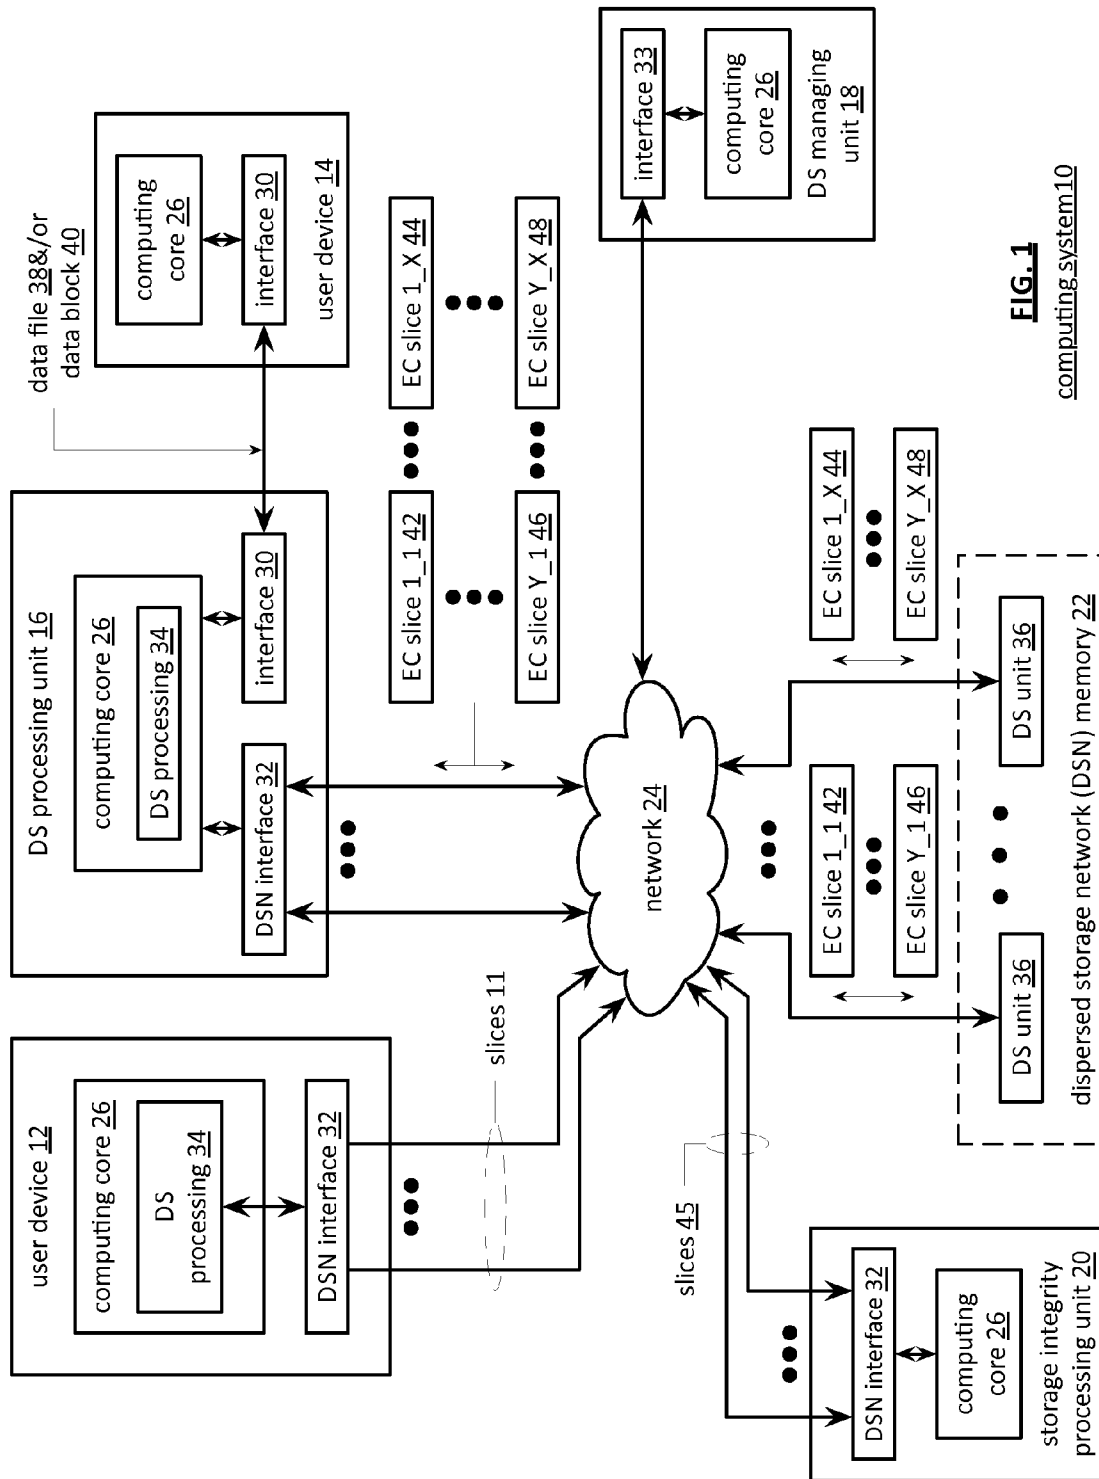 user device 12
computing core 26
DS
processing 34
DSN interface 32
slices 11
DS processing unit 16
computing core 26
DS processing 34
DSN interface 32
interface 30
data file 38&/or
data block 40
computing
core 26
interface 30
user device 14
EC slice 1_1 42
EC slice 1_X 44
EC slice Y_1 46
EC slice Y_X 48
network 24
interface 33
computing
core 26
DS managing
unit 18
slices 45
DSN interface 32
computing
core 26
storage integrity
processing unit 20
EC slice 1_1 42
EC slice Y_1 46
EC slice 1_X 44
EC slice Y_X 48
DS unit 36
DS unit 36
dispersed storage network (DSN) memory 22
FIG. 1
computing system10